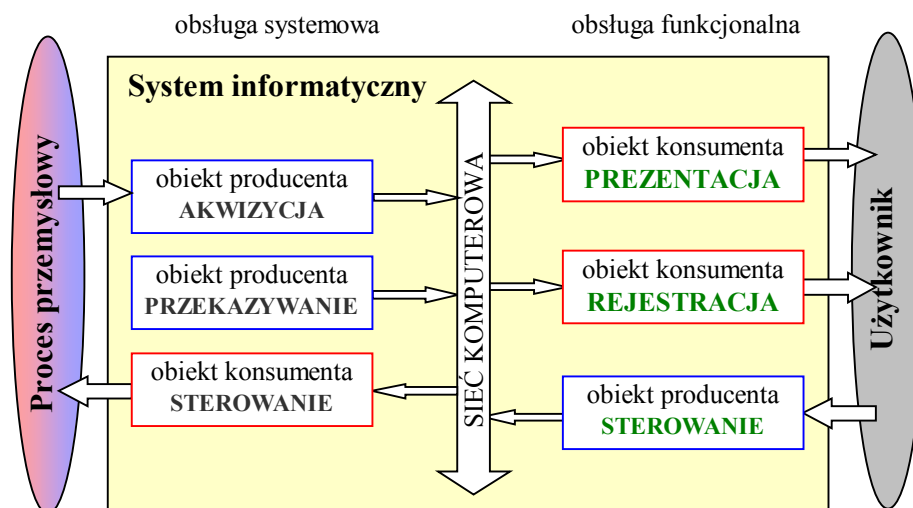 obsługa systemowa
obsługa funkcjonalna
System informatyczny
Proces przemysłowy
obiekt producenta
AKWIZYCJA
obiekt producenta
PRZEKAZYWANIE
obiekt konsumenta
STEROWANIE
SIEĆ KOMPUTEROWA
obiekt konsumenta
PREZENTACJA
obiekt konsumenta
REJESTRACJA
obiekt producenta
STEROWANIE
Użytkownik